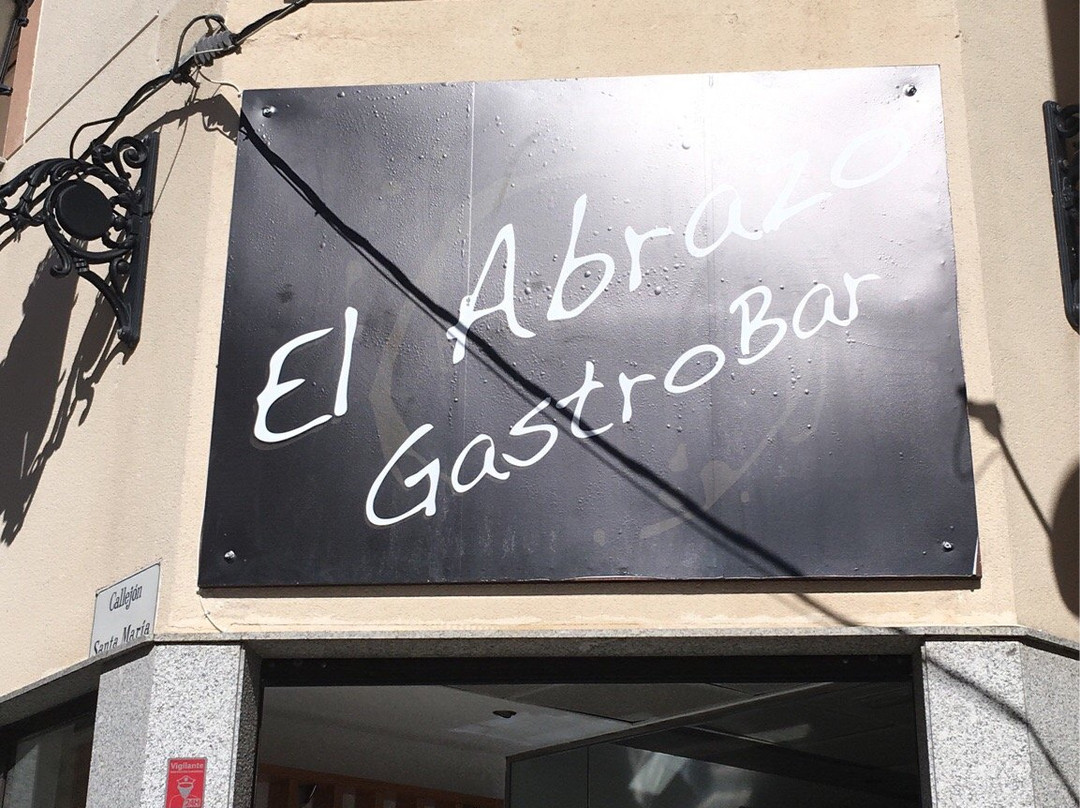 El Abrazo
GastroBar
Callejón
Santa María
Vigilante